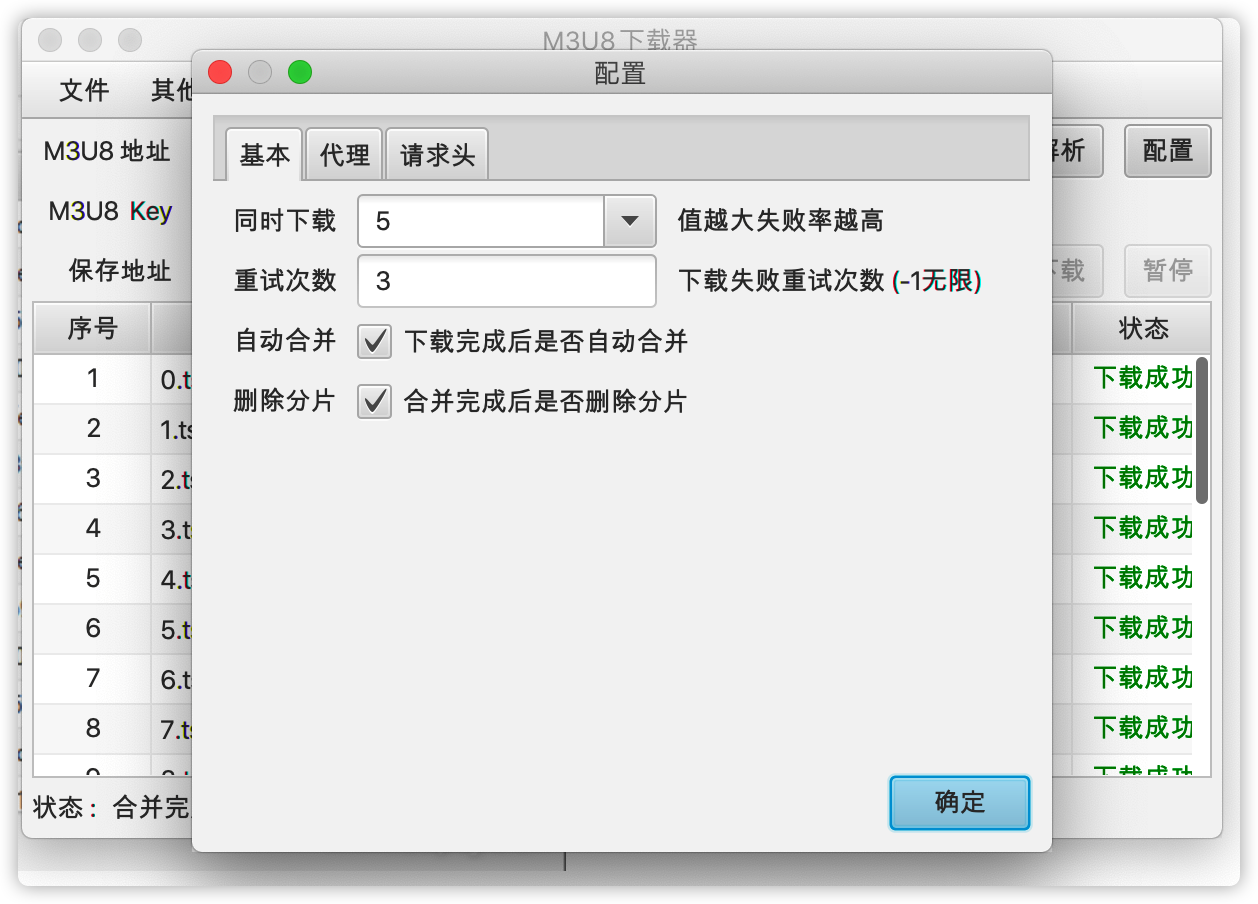 M3U8下载器
配置
文件 其他
基本 代理 请求头
M3U8 地址 解析 配置
M3U8 Key
保存地址 下载 暂停
同时下载 5 值越大失败率越高
重试次数 3 下载失败重试次数 (-1无限)
自动合并 下载完成后是否自动合并
删除分片 合并完成后是否删除分片
序号 状态
1 0.t 下载成功
2 1.ts 下载成功
3 2.t 下载成功
4 3.t 下载成功
5 4.t 下载成功
6 5.t 下载成功
7 6.t 下载成功
8 7.ts 下载成功
状态： 合并完
确定